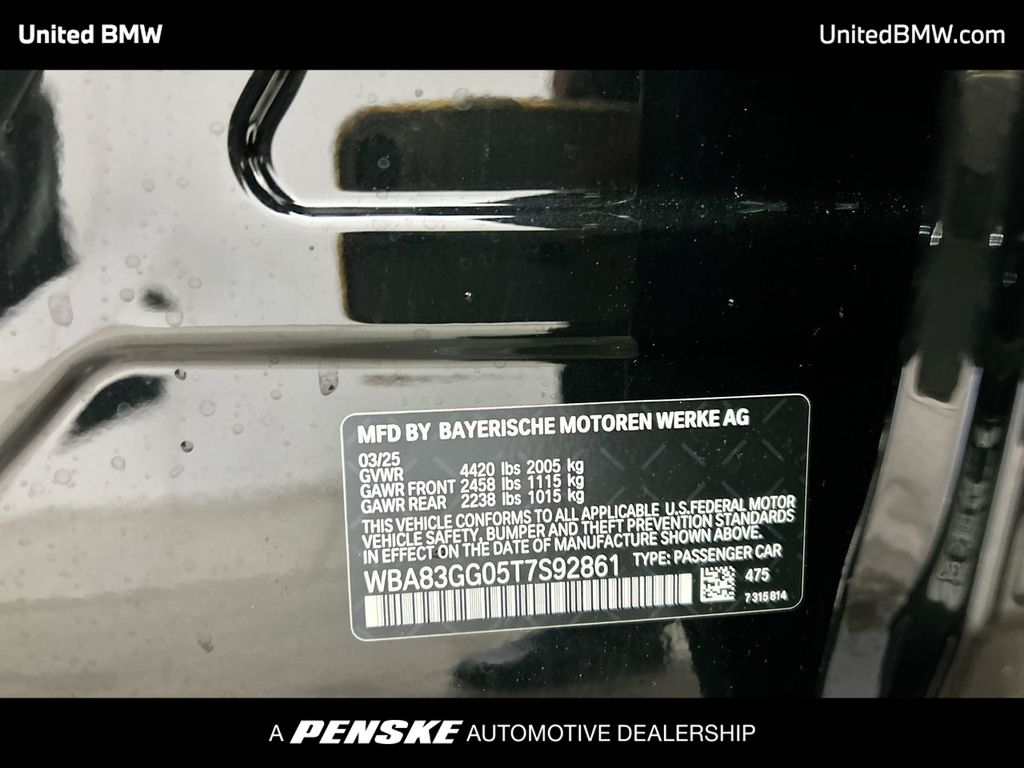 United BMW
UnitedBMW.com
MFD BY BAYERISCHE MOTOREN WERKE AG
03/25
GVWR 4420 lbs 2005 kg
GAWR FRONT 2458 lbs 1115 kg
GAWR REAR 2238 lbs 1015 kg
THIS VEHICLE CONFORMS TO ALL APPLICABLE U.S.FEDERAL MOTOR
VEHICLE SAFETY, BUMPER AND THEFT PREVENTION STANDARDS
IN EFFECT ON THE DATE OF MANUFACTURE SHOWN ABOVE.
WBA83GG05T7S92861 TYPE: PASSENGER CAR
475
7 315 814
A PENSKE AUTOMOTIVE DEALERSHIP